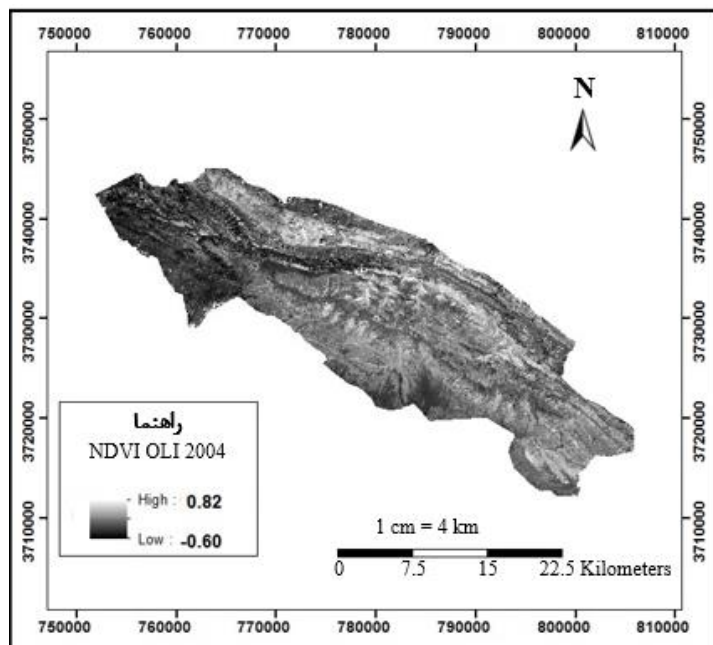 750000 760000 770000 780000 790000 800000 810000
3750000
3740000
3730000
3720000
3710000
N
3750000
3740000
3730000
3720000
3710000
راهنما
NDVI OLI 2004
High : 0.82
Low : -0.60
1 cm = 4 km
0 7.5 15 22.5 Kilometers
750000 760000 770000 780000 790000 800000 810000